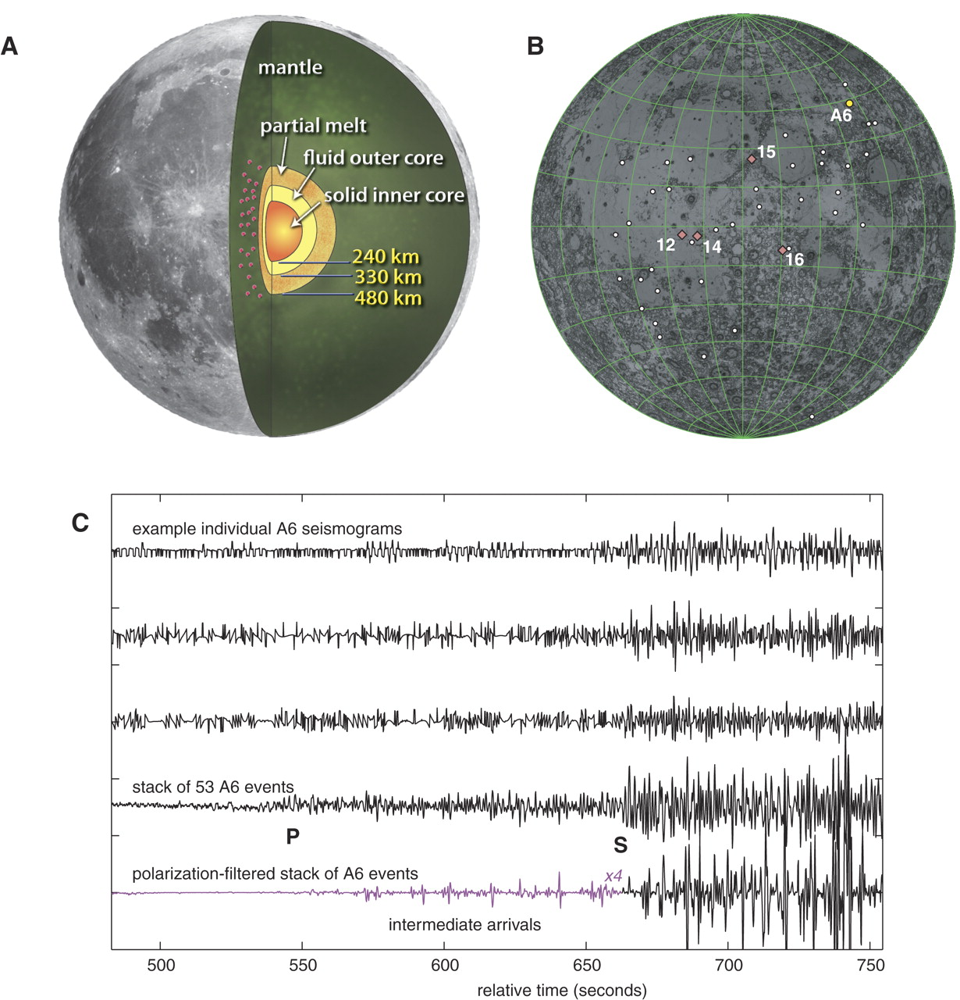 A
mantle
partial melt
fluid outer core
solid inner core
240 km
330 km
480 km
B
A6
15
12
14
16
C
example individual A6 seismograms
stack of 53 A6 events
P
S
polarization-filtered stack of A6 events
x4
intermediate arrivals
500 550 600 650 700 750
relative time (seconds)